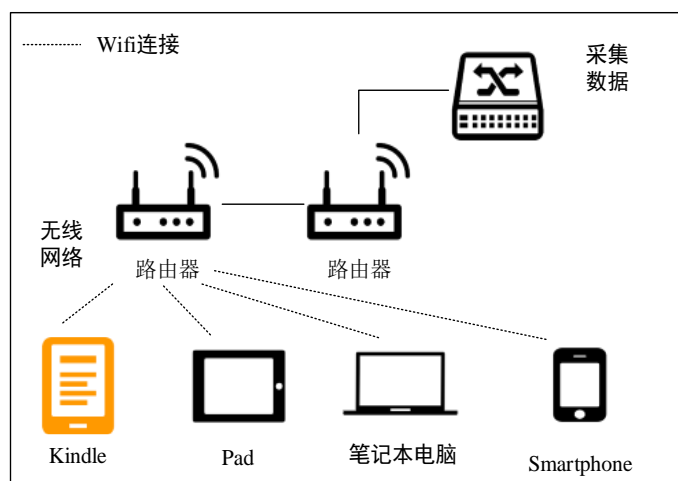 Wifi连接
采集
数据
无线
网络
路由器
路由器
Kindle
Pad
笔记本电脑
Smartphone